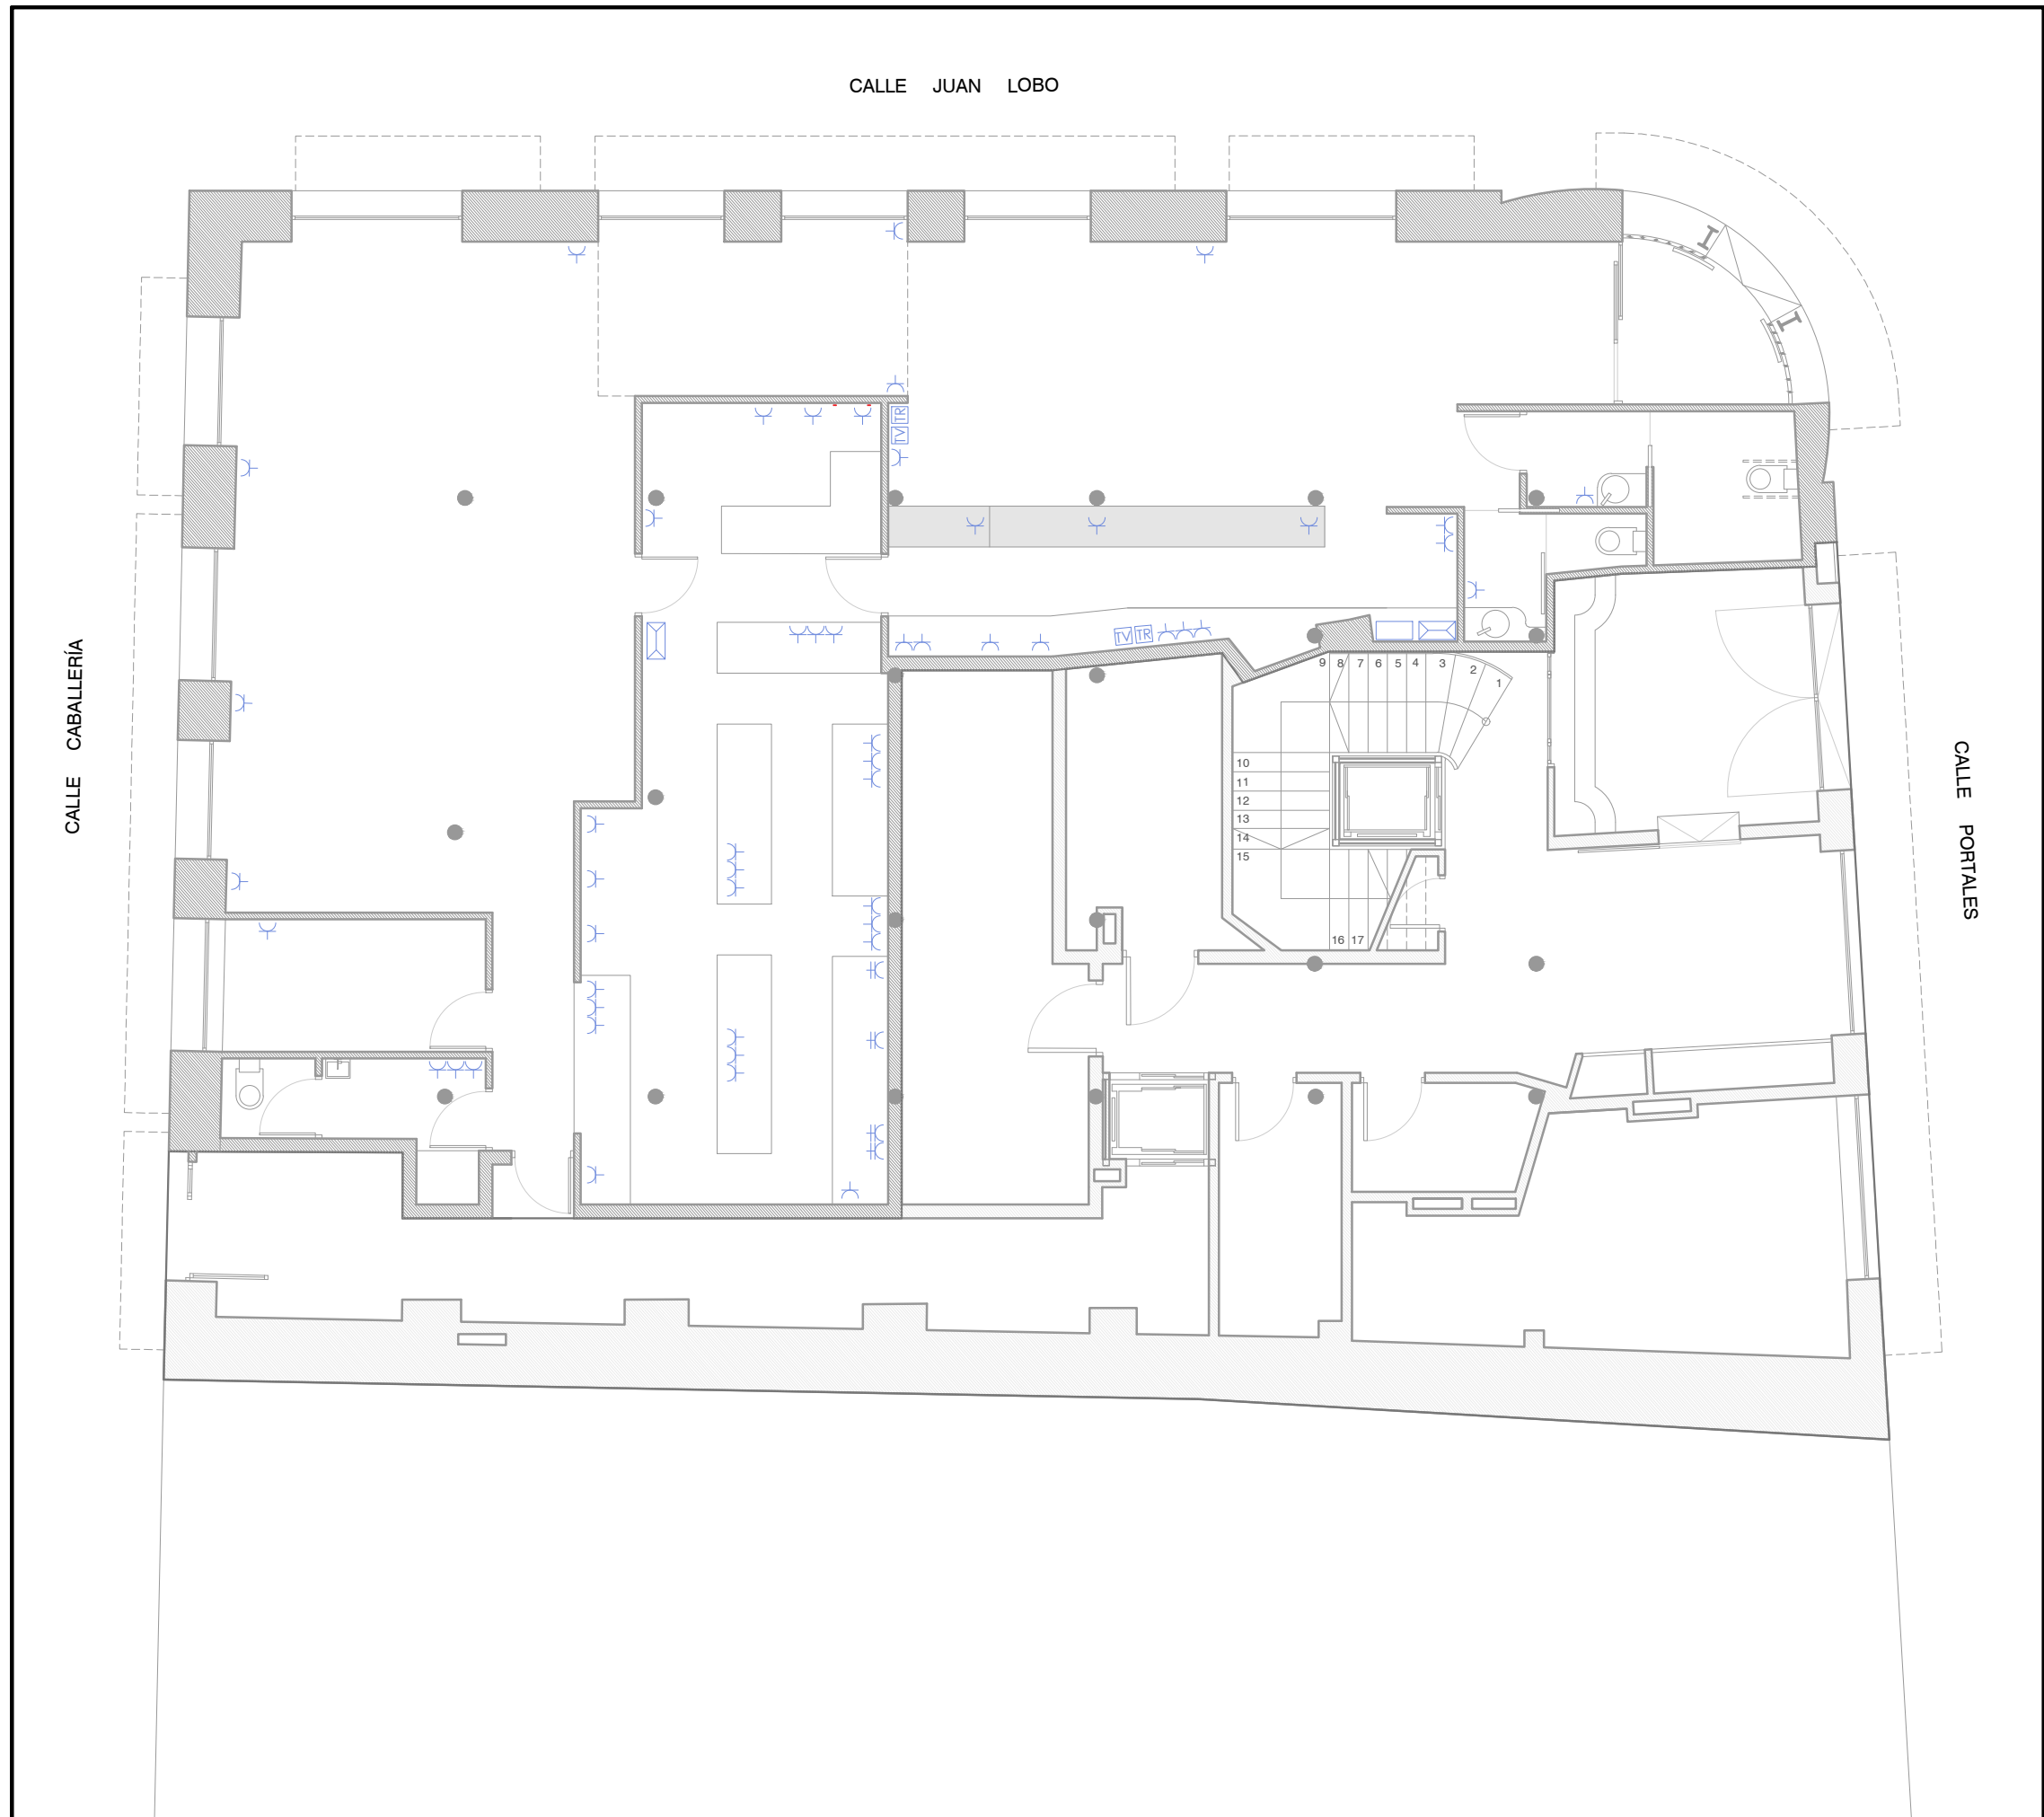 CALLE JUAN LOBO
TR
TV
CALLE CABALLERÍA
TV TR
9 8 7 6 5 4 3 2 1
10
11
12
13
14
15
16 17
CALLE PORTALES